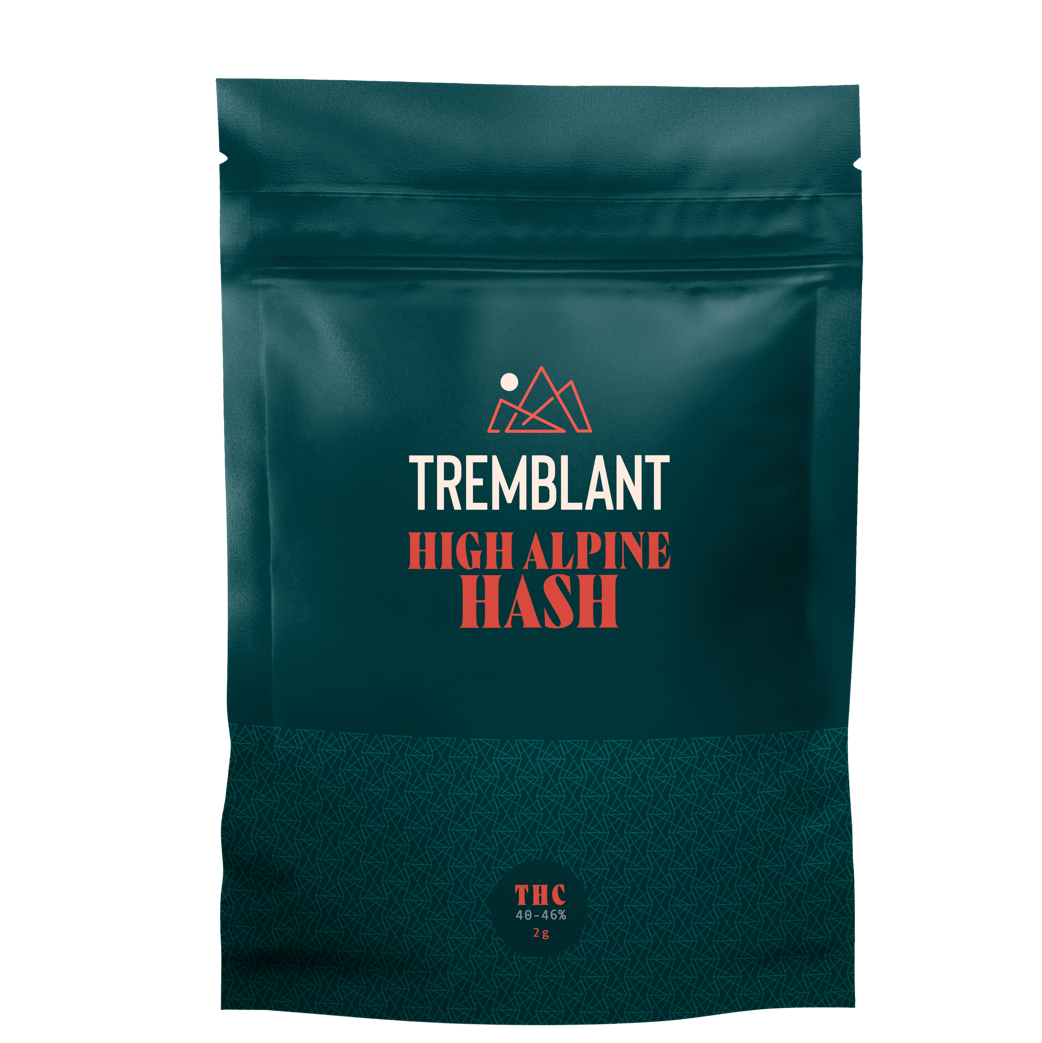 TREMBLANT
HIGH ALPINE
HASH
THC
40-46%
2g